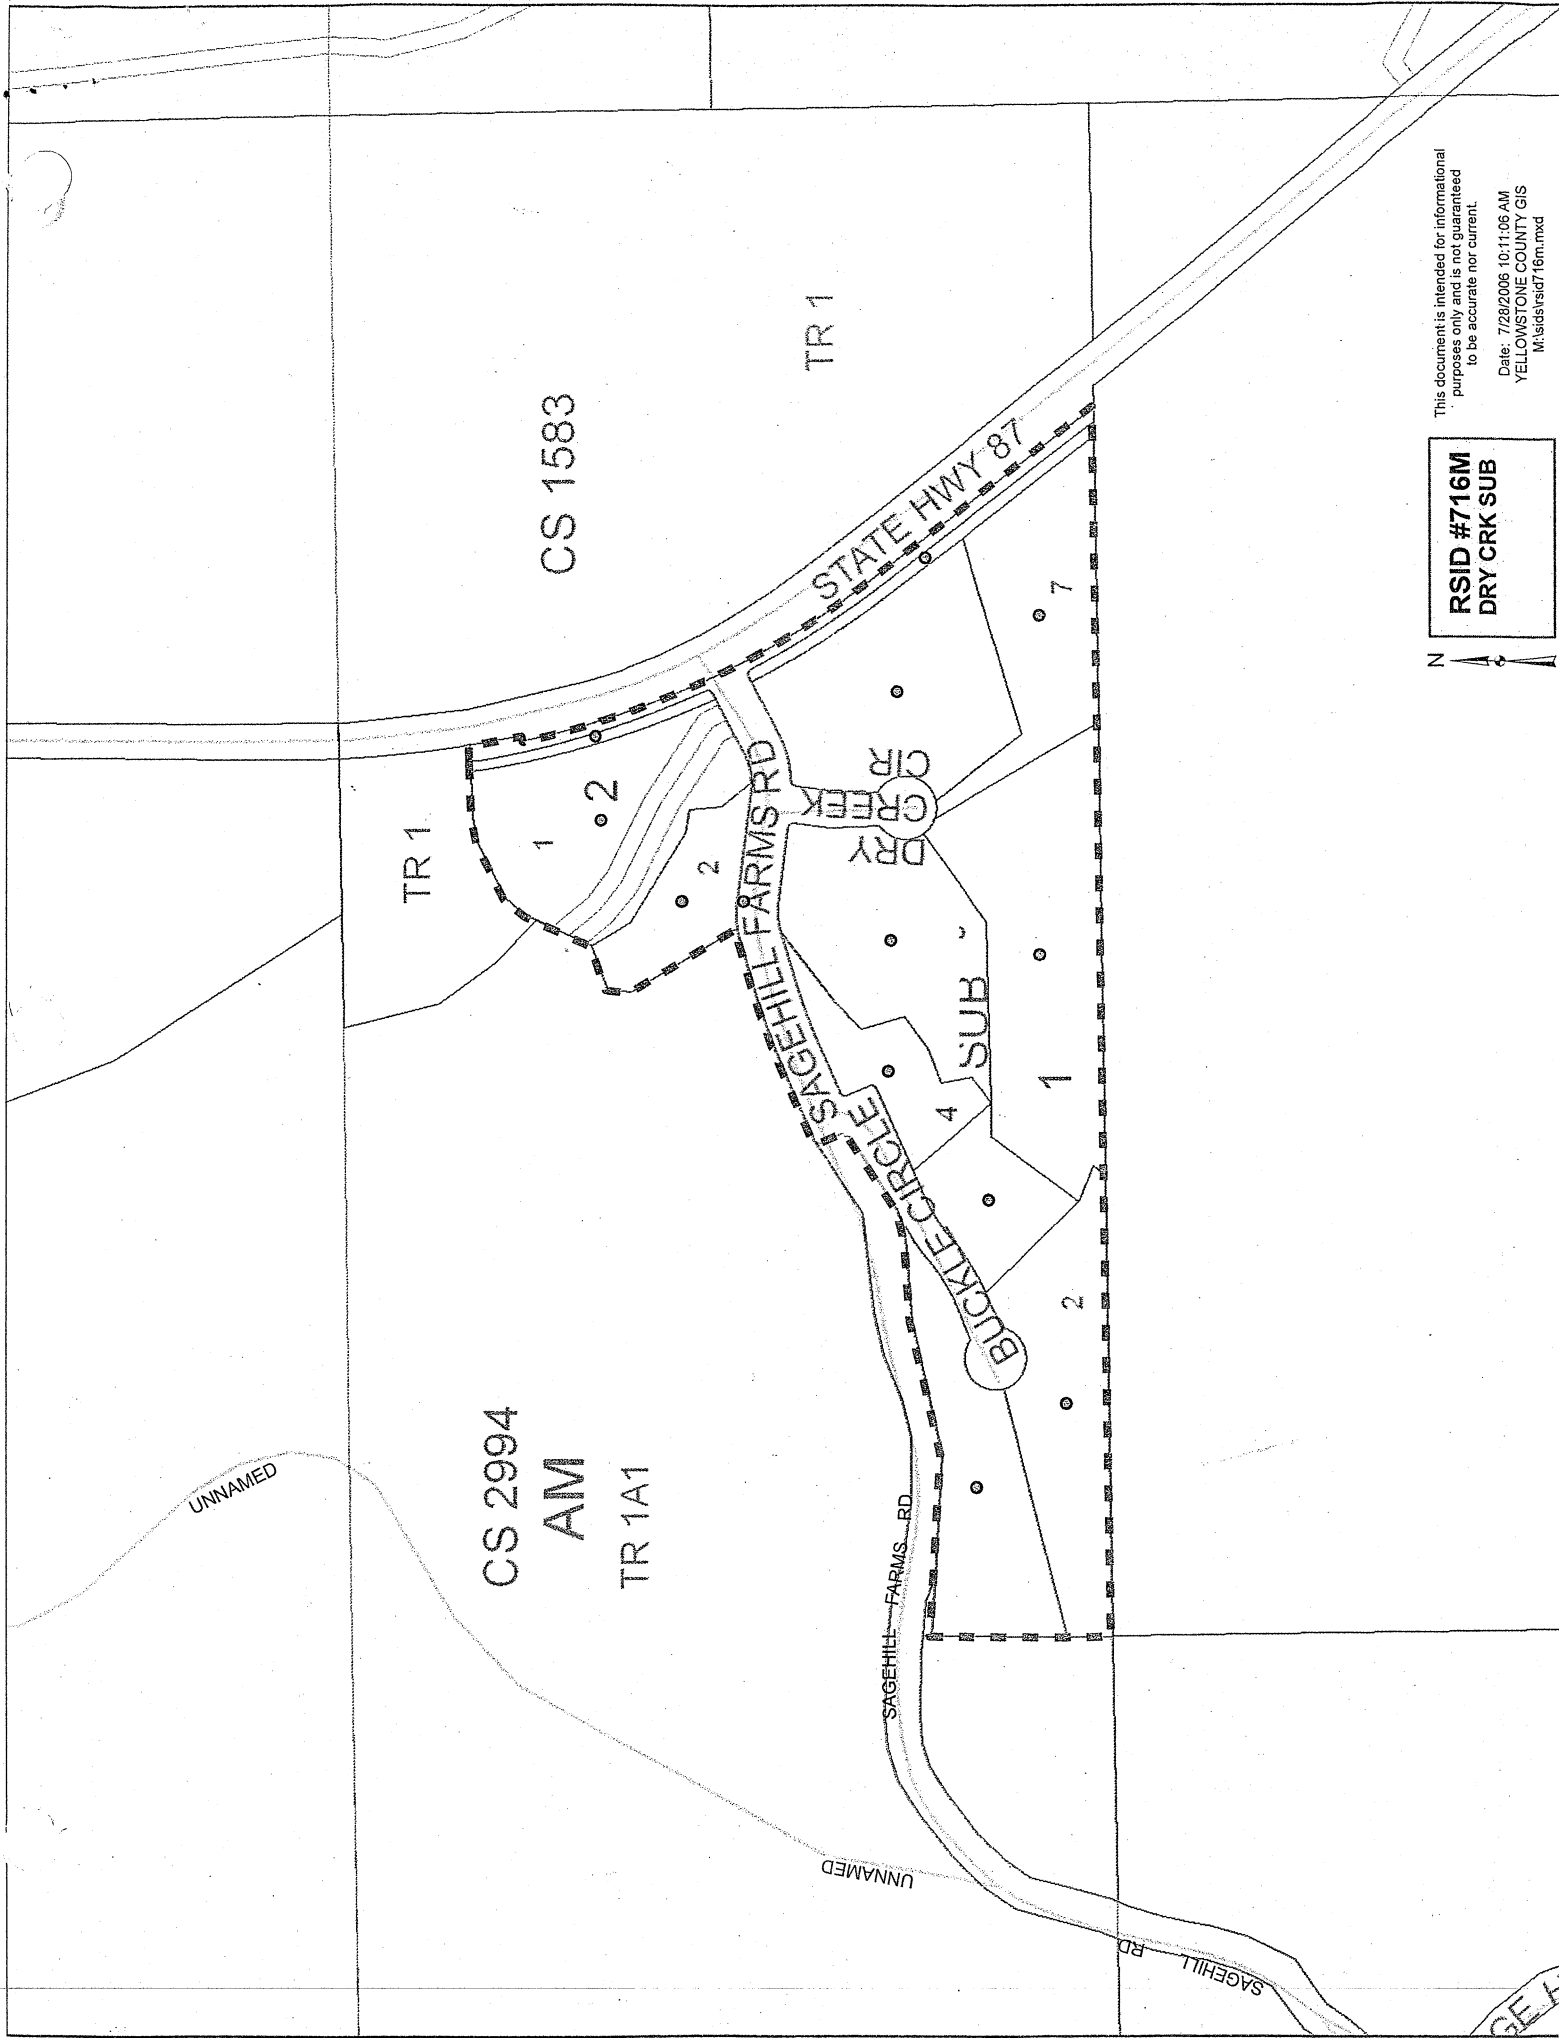 UNNAMED
CS 2994
AM
TR 1A1
UNNAMED
SAGEHILL FARMS RD
SAGEHILL RD
TR 1
1
2
2
CS 1583
TR 1
STATE HWY 87
SAGEHILL FARMS RD
BUCKLE CIRCLE
DRY CREEK CIR
SUB
4
1
2
7
RSID #716M
DRY CRK SUB
N
This document is intended for informational
purposes only and is not guaranteed
to be accurate nor current.
Date: 7/28/2006 10:11:06 AM
YELLOWSTONE COUNTY GIS
M:\sids\rsid716m.mxd